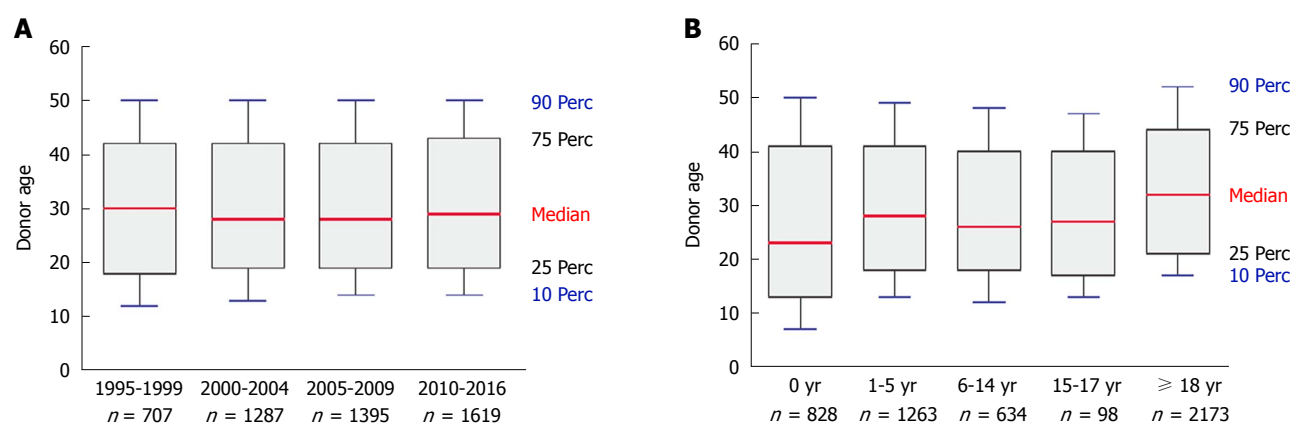 A
Donor age
60
50
40
30
20
10
0
90 Perc
75 Perc
Median
25 Perc
10 Perc
1995-1999 2000-2004 2005-2009 2010-2016
n = 707 n = 1287 n = 1395 n = 1619
B
Donor age
60
50
40
30
20
10
0
90 Perc
75 Perc
Median
25 Perc
10 Perc
0 yr 1-5 yr 6-14 yr 15-17 yr ⩾ 18 yr
n = 828 n = 1263 n = 634 n = 98 n = 2173